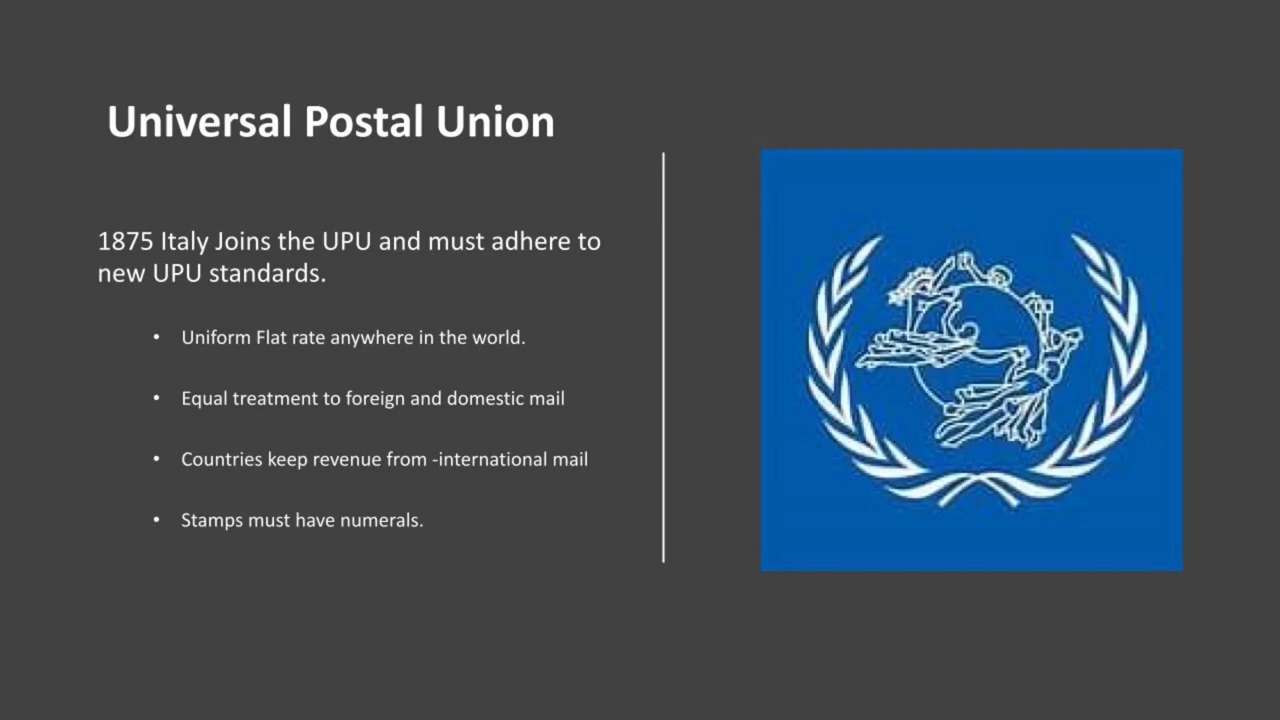 Universal Postal Union
1875 Italy Joins the UPU and must adhere to
new UPU standards.
• Uniform Flat rate anywhere in the world.
• Equal treatment to foreign and domestic mail
• Countries keep revenue from -international mail
• Stamps must have numerals.